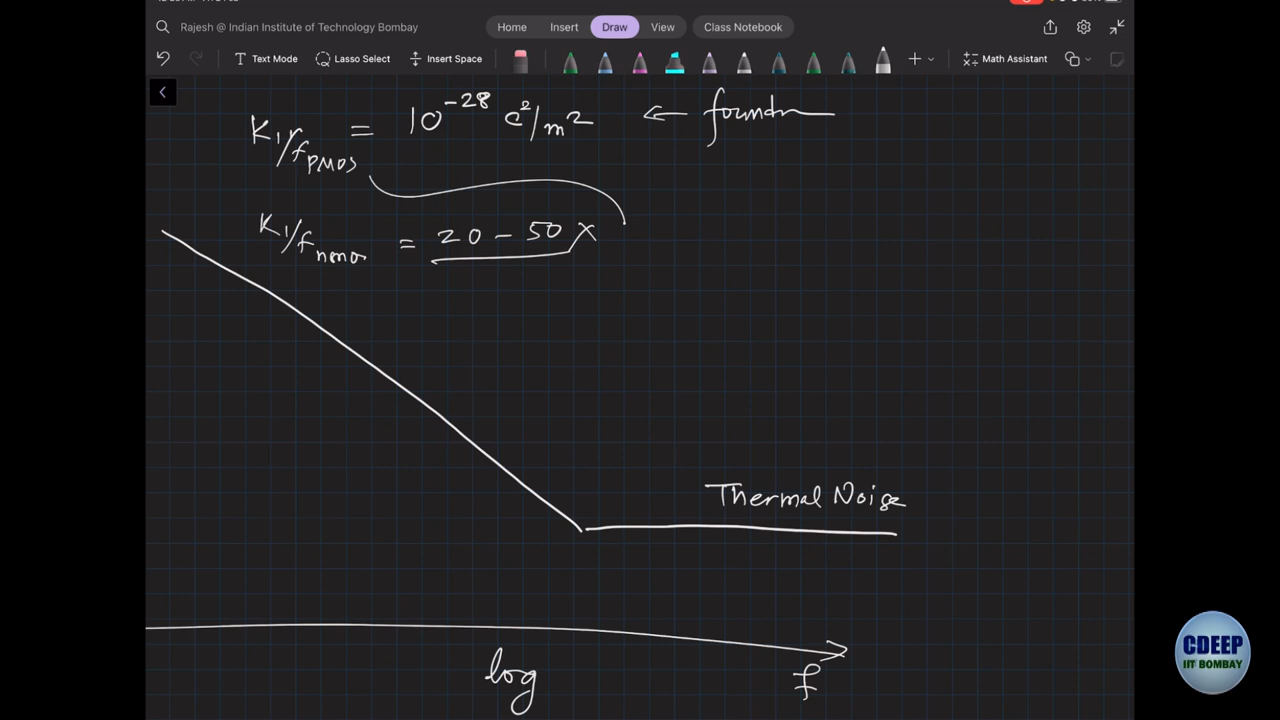 Rajesh @ Indian Institute of Technology Bombay
Home Insert Draw View Class Notebook
Text Mode Lasso Select Insert Space Math Assistant
K1/f PMOS = 10^-28 C²/m² ←
K1/f nmos = 20 - 50 X
Thermal Noise
log f
CDEEP
IIT BOMBAY